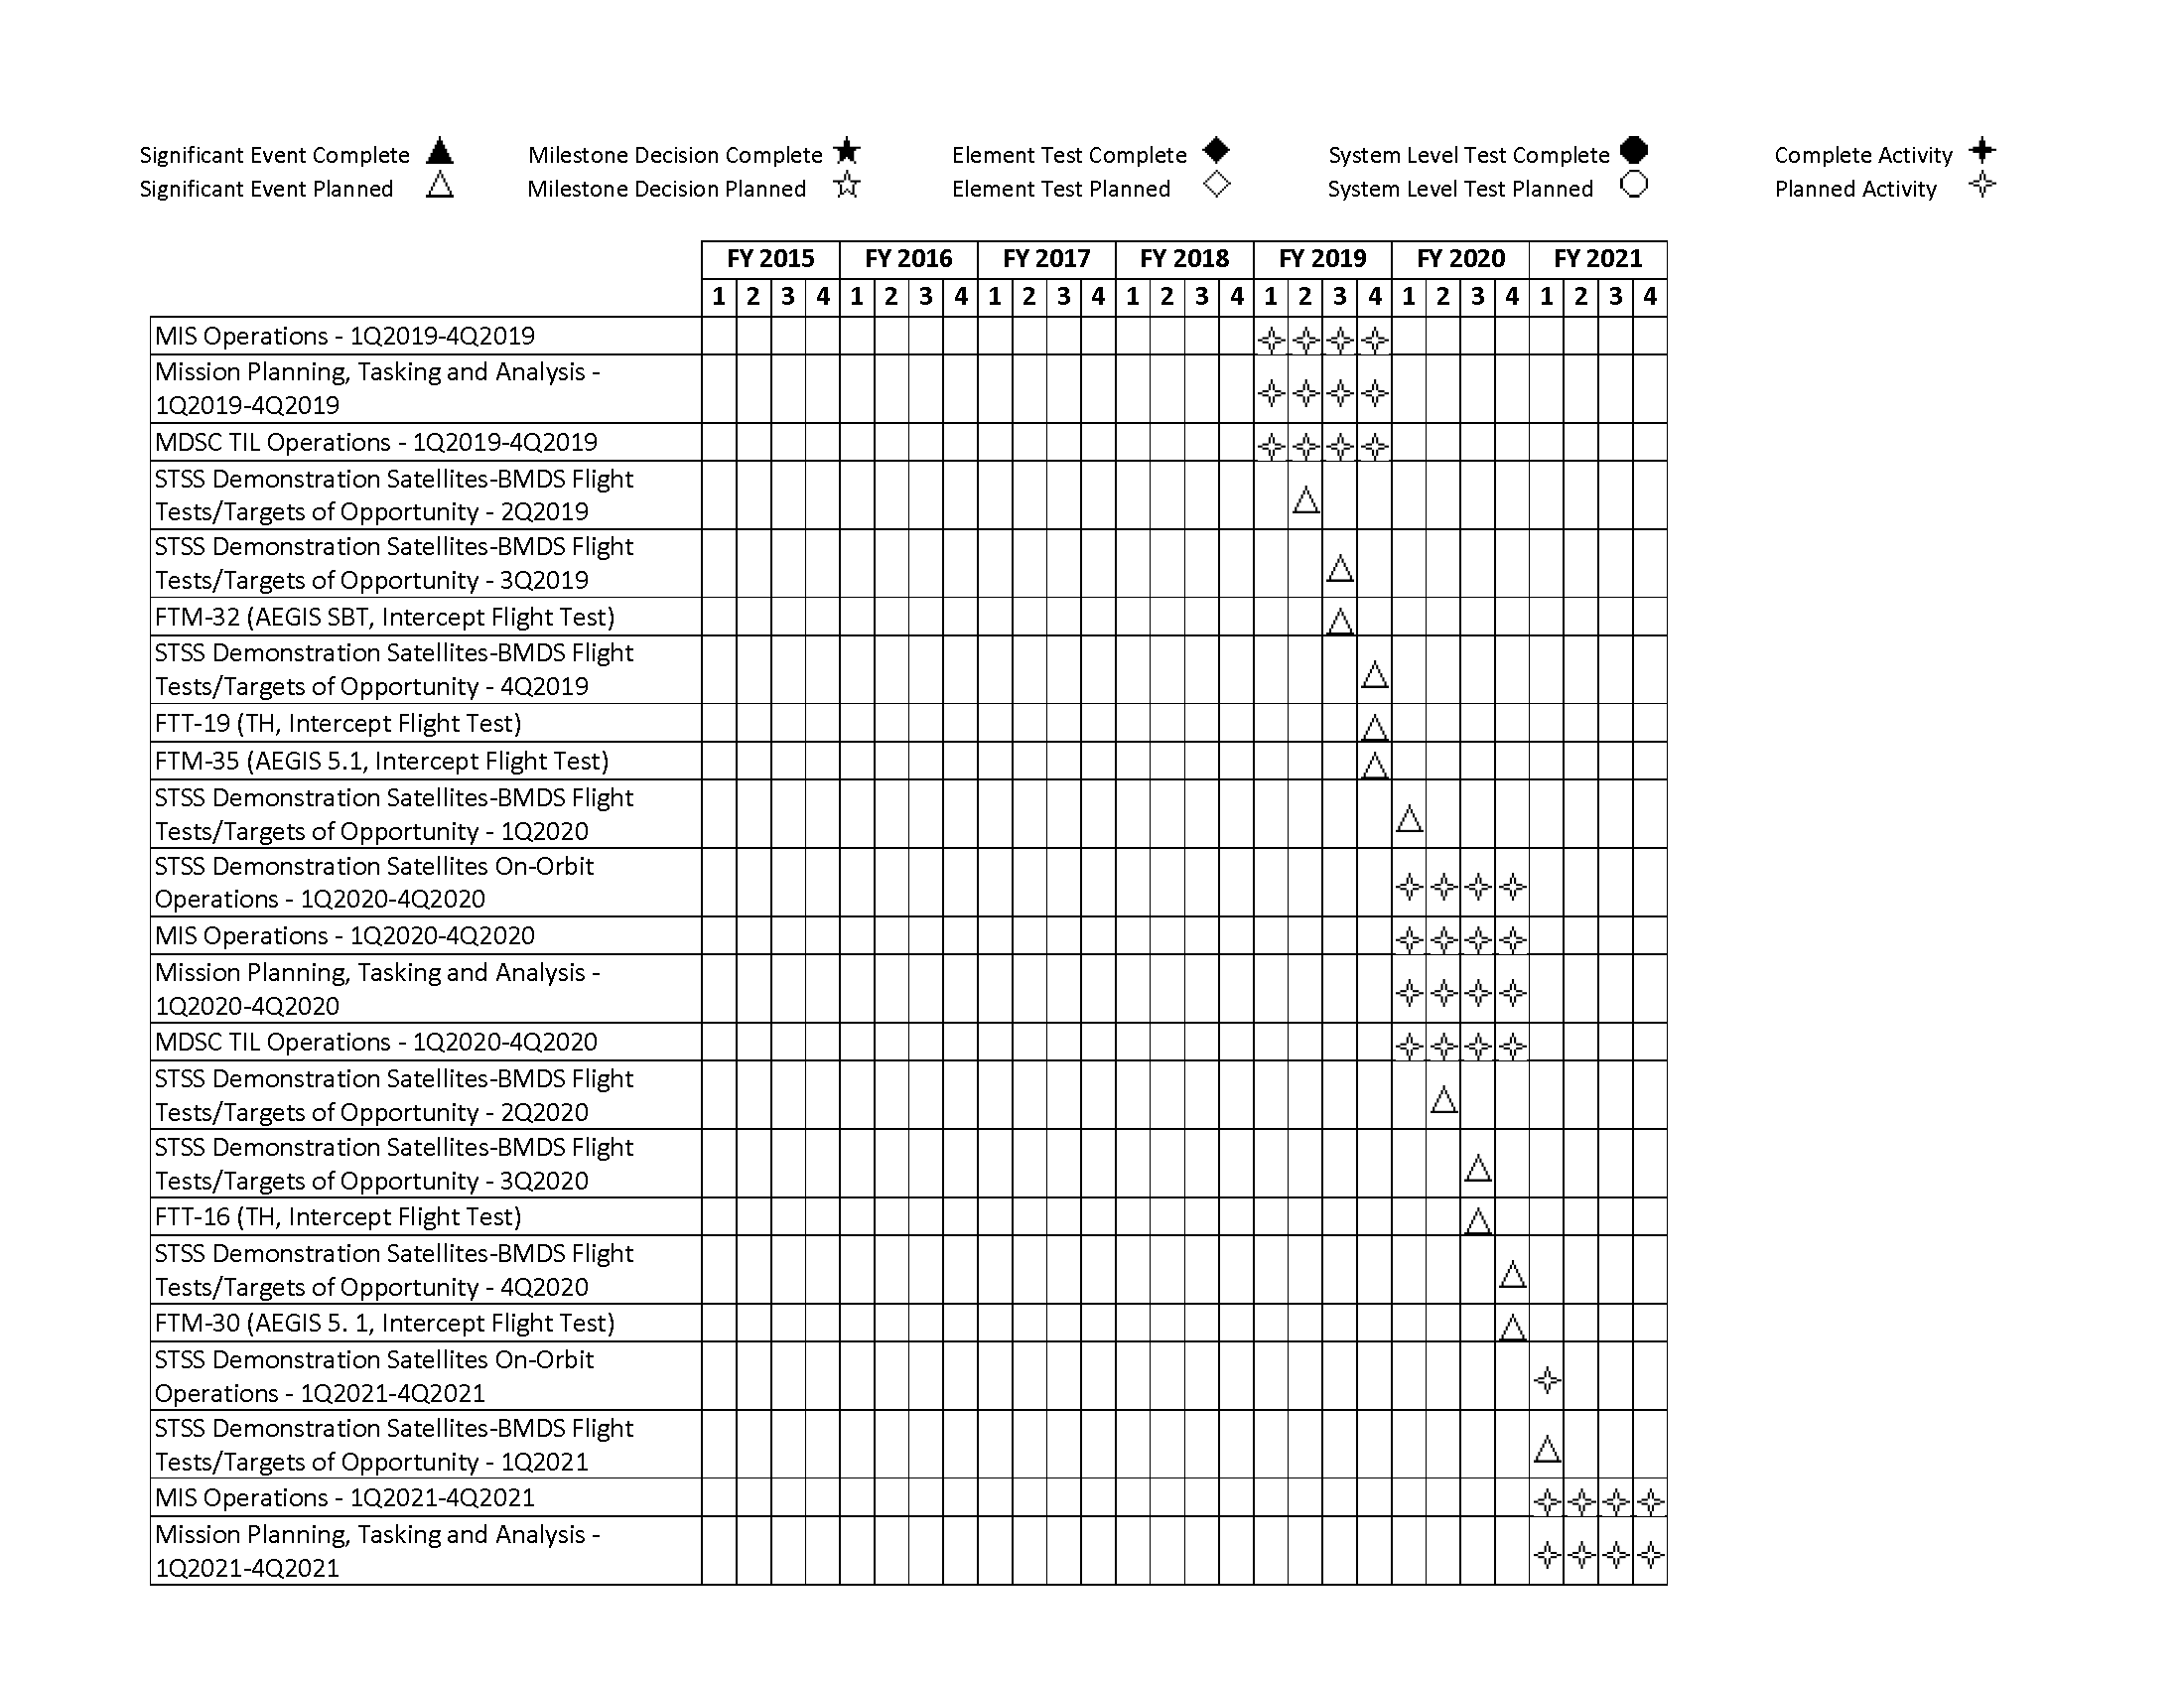 Significant Event Complete Milestone Decision Complete Element Test Complete System Level Test Complete Complete Activity
Significant Event Planned Milestone Decision Planned Element Test Planned System Level Test Planned Planned Activity
FY 2015 FY 2016 FY 2017 FY 2018 FY 2019 FY 2020 FY 2021
1 2 3 4 1 2 3 4 1 2 3 4 1 2 3 4 1 2 3 4 1 2 3 4 1 2 3 4
MIS Operations - 1Q2019-4Q2019
Mission Planning, Tasking and Analysis -
1Q2019-4Q2019
MDSC TIL Operations - 1Q2019-4Q2019
STSS Demonstration Satellites-BMDS Flight
Tests/Targets of Opportunity - 2Q2019
STSS Demonstration Satellites-BMDS Flight
Tests/Targets of Opportunity - 3Q2019
FTM-32 (AEGIS SBT, Intercept Flight Test)
STSS Demonstration Satellites-BMDS Flight
Tests/Targets of Opportunity - 4Q2019
FTT-19 (TH, Intercept Flight Test)
FTM-35 (AEGIS 5.1, Intercept Flight Test)
STSS Demonstration Satellites-BMDS Flight
Tests/Targets of Opportunity - 1Q2020
STSS Demonstration Satellites On-Orbit
Operations - 1Q2020-4Q2020
MIS Operations - 1Q2020-4Q2020
Mission Planning, Tasking and Analysis -
1Q2020-4Q2020
MDSC TIL Operations - 1Q2020-4Q2020
STSS Demonstration Satellites-BMDS Flight
Tests/Targets of Opportunity - 2Q2020
STSS Demonstration Satellites-BMDS Flight
Tests/Targets of Opportunity - 3Q2020
FTT-16 (TH, Intercept Flight Test)
STSS Demonstration Satellites-BMDS Flight
Tests/Targets of Opportunity - 4Q2020
FTM-30 (AEGIS 5. 1, Intercept Flight Test)
STSS Demonstration Satellites On-Orbit
Operations - 1Q2021-4Q2021
STSS Demonstration Satellites-BMDS Flight
Tests/Targets of Opportunity - 1Q2021
MIS Operations - 1Q2021-4Q2021
Mission Planning, Tasking and Analysis -
1Q2021-4Q2021